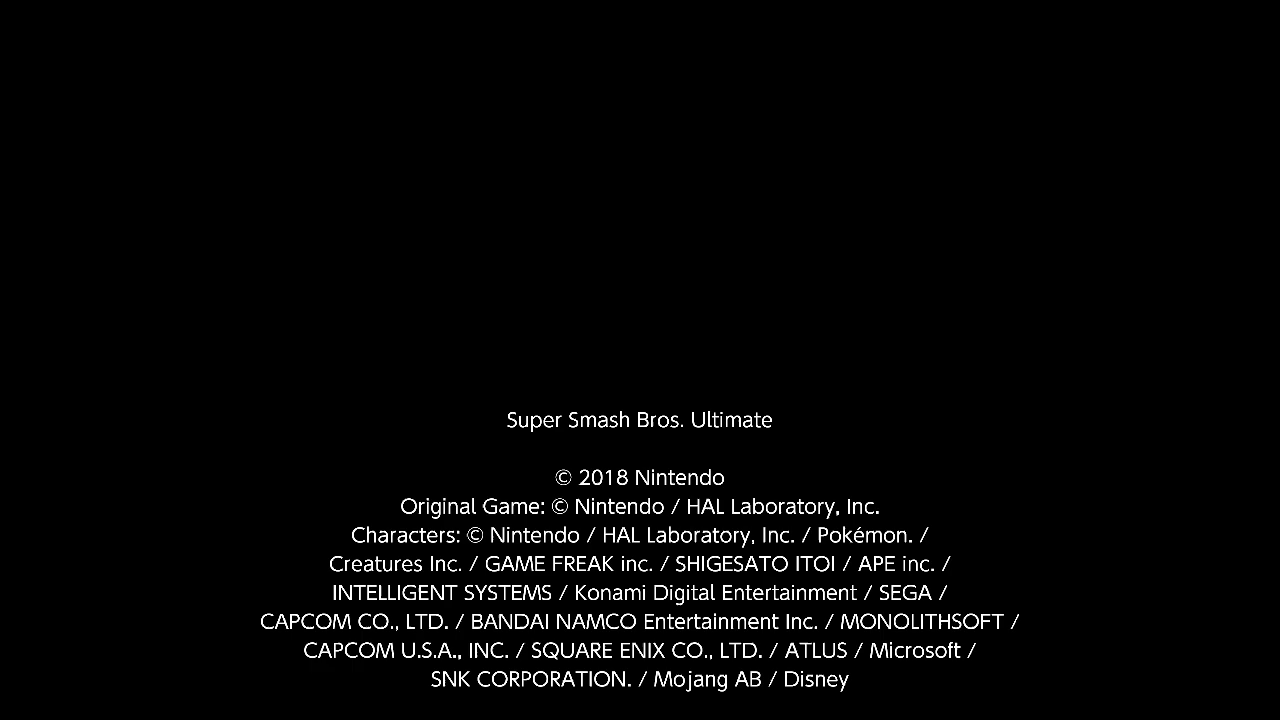 Super Smash Bros. Ultimate
© 2018 Nintendo
Original Game: © Nintendo / HAL Laboratory, Inc.
Characters: © Nintendo / HAL Laboratory, Inc. / Pokémon. /
Creatures Inc. / GAME FREAK inc. / SHIGESATO ITOI / APE inc. /
INTELLIGENT SYSTEMS / Konami Digital Entertainment / SEGA /
CAPCOM CO., LTD. / BANDAI NAMCO Entertainment Inc. / MONOLITHSOFT /
CAPCOM U.S.A., INC. / SQUARE ENIX CO., LTD. / ATLUS / Microsoft /
SNK CORPORATION. / Mojang AB / Disney